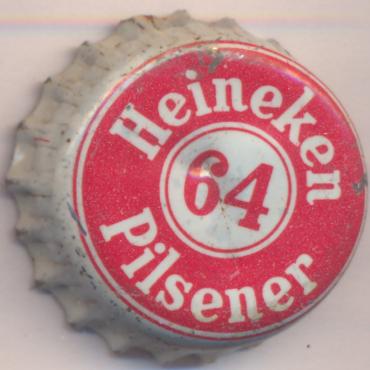 Heineken
64
Pilsener